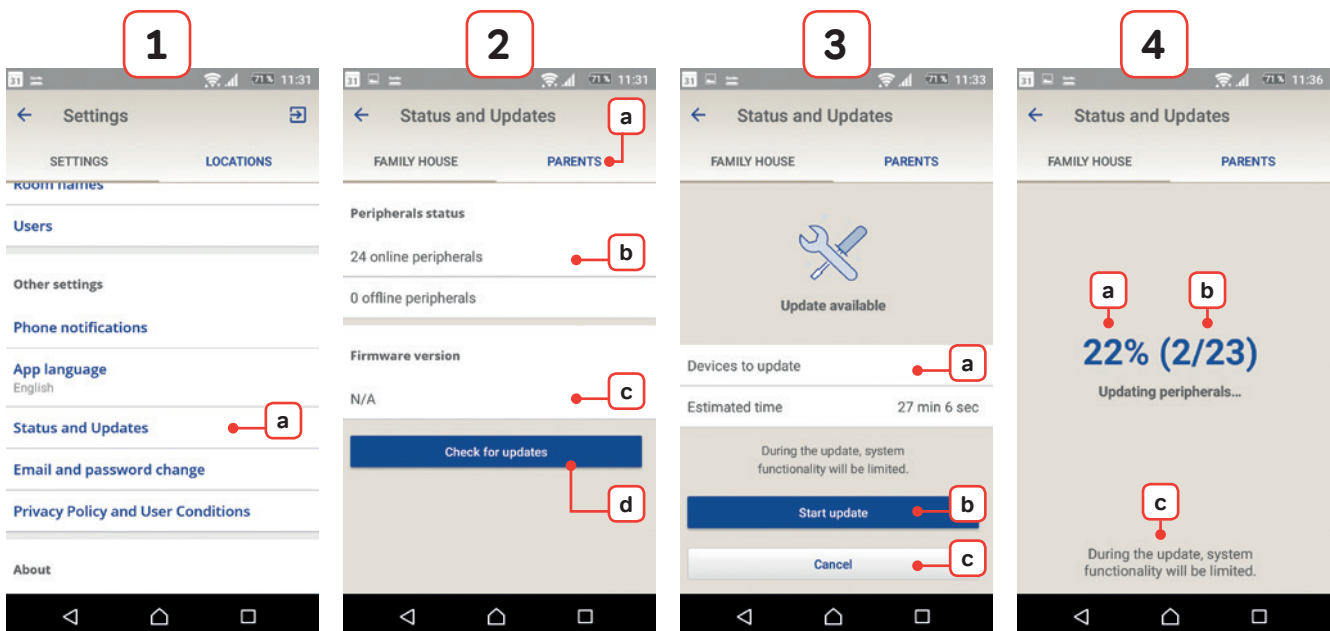 1
31 71% 11:31
Settings
SETTINGS LOCATIONS
Room names
Users
Other settings
Phone notifications
App language
English
Status and Updates
a
Email and password change
Privacy Policy and User Conditions
About
2
31 71% 11:31
Status and Updates
a
FAMILY HOUSE PARENTS
Peripherals status
24 online peripherals
b
0 offline peripherals
Firmware version
N/A
c
Check for updates
d
3
31 71% 11:33
Status and Updates
FAMILY HOUSE PARENTS
Update available
Devices to update
a
Estimated time 27 min 6 sec
During the update, system
functionality will be limited.
Start update
b
Cancel
c
4
31 71% 11:36
Status and Updates
FAMILY HOUSE PARENTS
a b
22% (2/23)
Updating peripherals...
c
During the update, system
functionality will be limited.